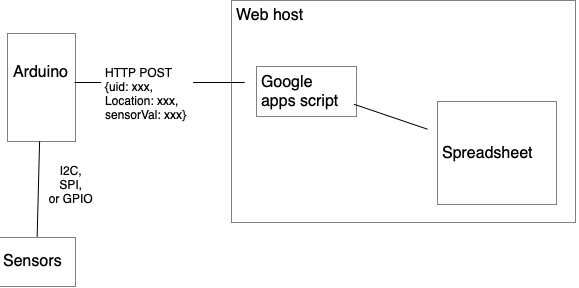 Web host
Arduino
HTTP POST
{uid: xxx,
Location: xxx,
sensorVal: xxx}
Google
apps script
Spreadsheet
I2C,
SPI,
or GPIO
Sensors